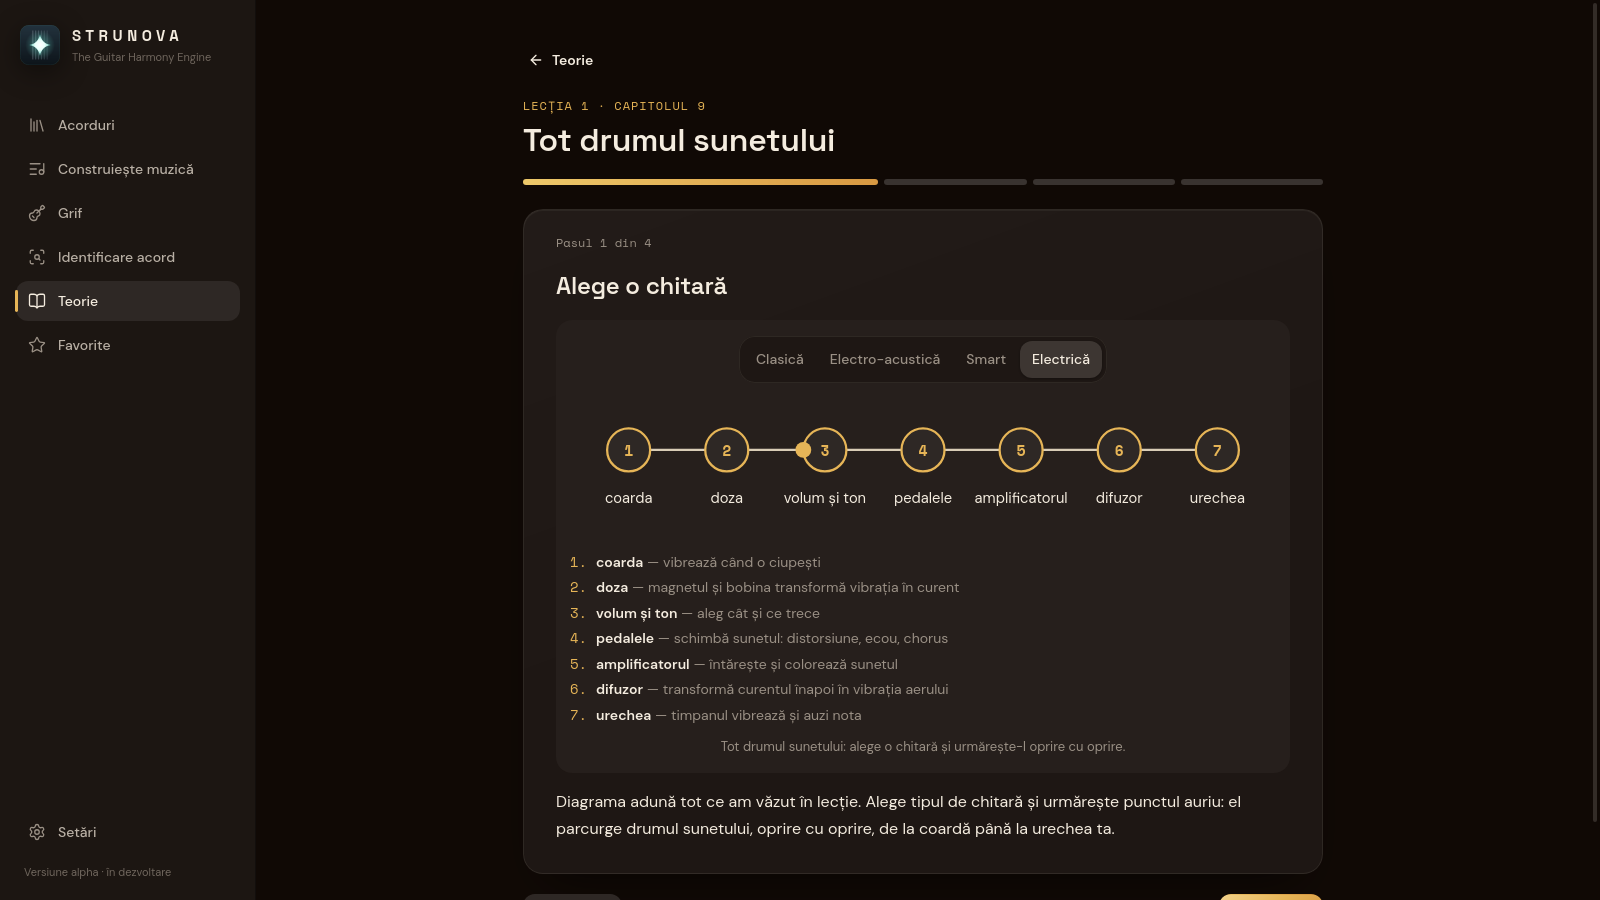 STRUNOVA
The Guitar Harmony Engine
Acorduri
Construiește muzică
Grif
Identificare acord
Teorie
Favorite
Setări
Versiune alpha · în dezvoltare
Teorie
LECȚIA 1 · CAPITOLUL 9
Tot drumul sunetului
Pasul 1 din 4
Alege o chitară
Clasică Electro-acustică Smart Electrică
1 2 3 4 5 6 7
coarda doza volum și ton pedalele amplificatorul difuzor urechea
1. coarda — vibrează când o ciupești
2. doza — magnetul și bobina transformă vibrația în curent
3. volum și ton — aleg cât și ce trece
4. pedalele — schimbă sunetul: distorsiune, ecou, chorus
5. amplificatorul — întărește și colorează sunetul
6. difuzor — transformă curentul înapoi în vibrația aerului
7. urechea — timpanul vibrează și auzi nota
Tot drumul sunetului: alege o chitară și urmărește-l oprire cu oprire.
Diagrama adună tot ce am văzut în lecție. Alege tipul de chitară și urmărește punctul auriu: el
parcurge drumul sunetului, oprire cu oprire, de la coardă până la urechea ta.